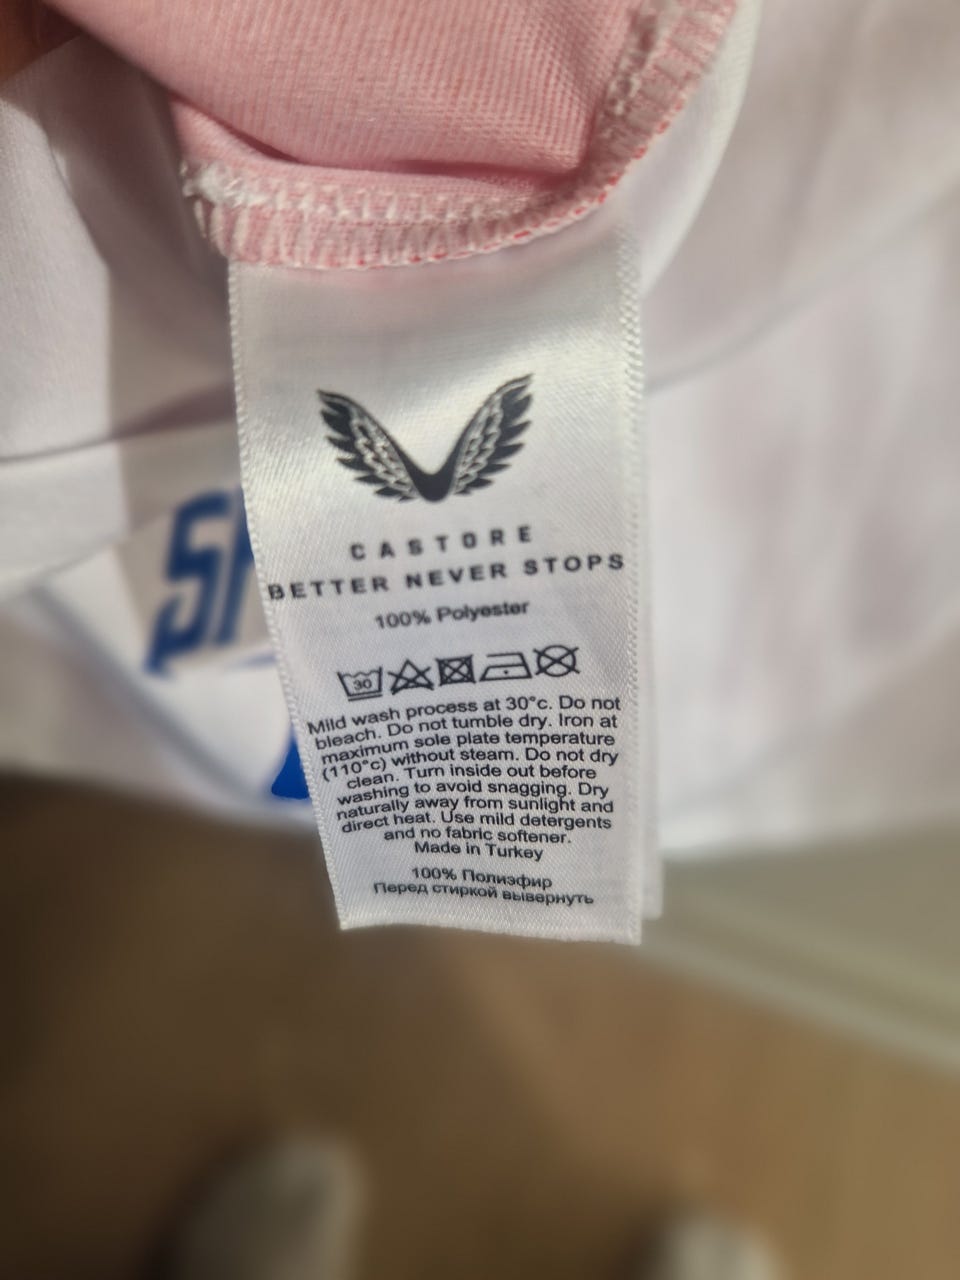 CASTORE
BETTER NEVER STOPS
100% Polyester
30
Mild wash process at 30°c. Do not
bleach. Do not tumble dry. Iron at
maximum sole plate temperature
(110°c) without steam. Do not dry
clean. Turn inside out before
washing to avoid snagging. Dry
naturally away from sunlight and
direct heat. Use mild detergents
and no fabric softener.
Made in Turkey
100% Полиэфир
Перед стиркой вывернуть